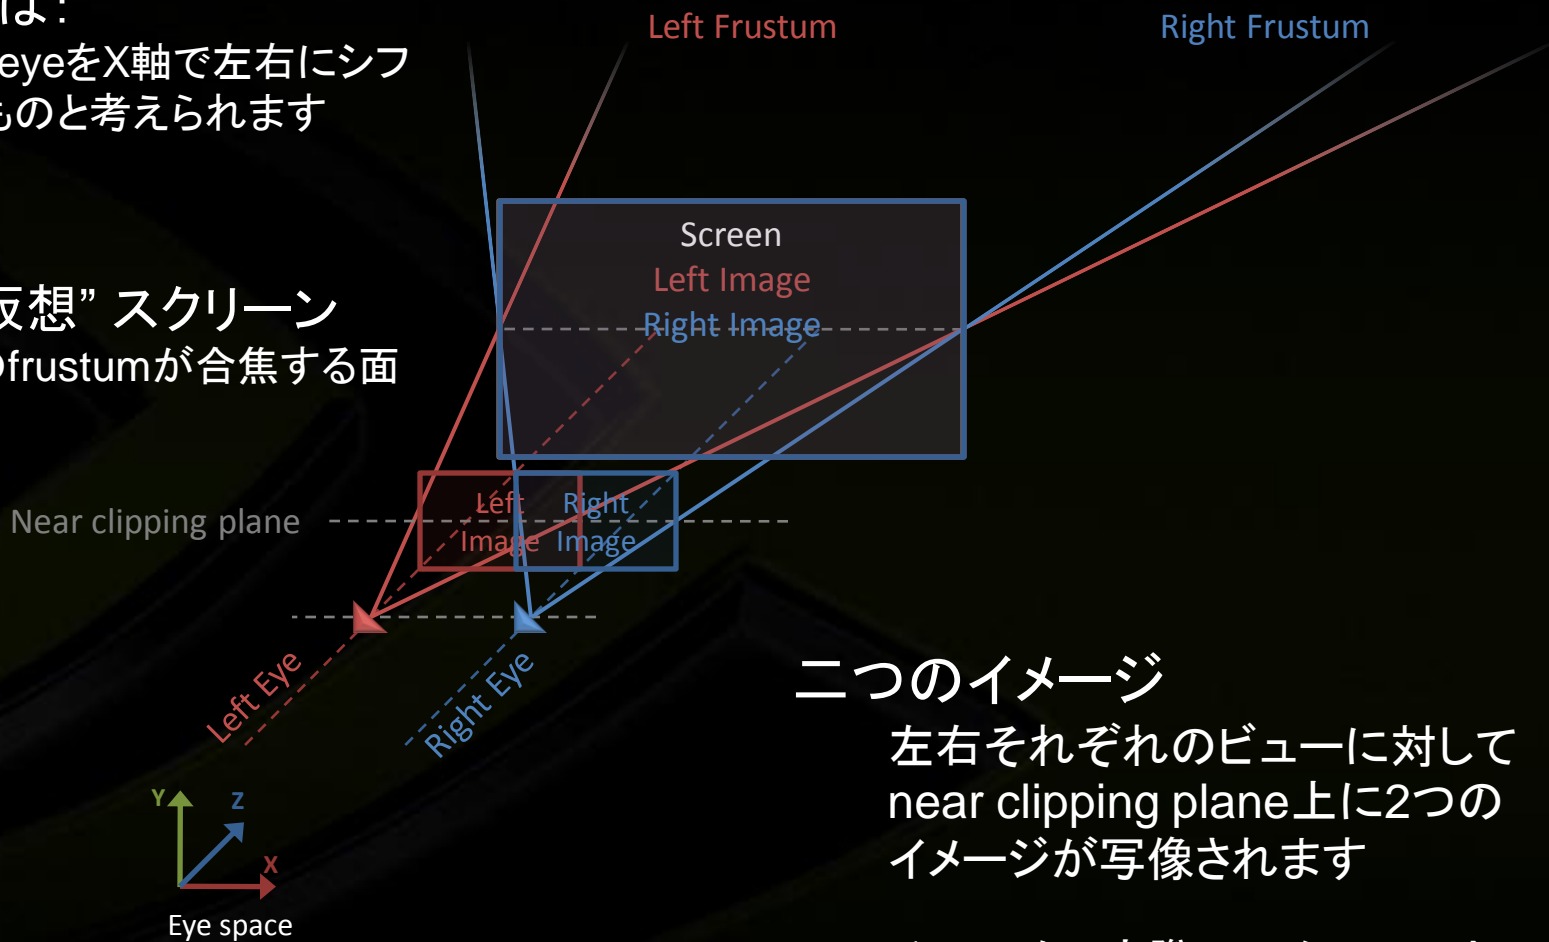 は:
eyeをX軸で左右にシフ
ものと考えられます
Left Frustum
Right Frustum
Screen
Left Image
Right Image
仮想” スクリーン
のfrustumが合焦する面
Near clipping plane
Left
Image
Right
Image
Left Eye
Right Eye
二つのイメージ
左右それぞれのビューに対して
near clipping plane上に2つの
イメージが写像されます
Y
Z
X
Eye space